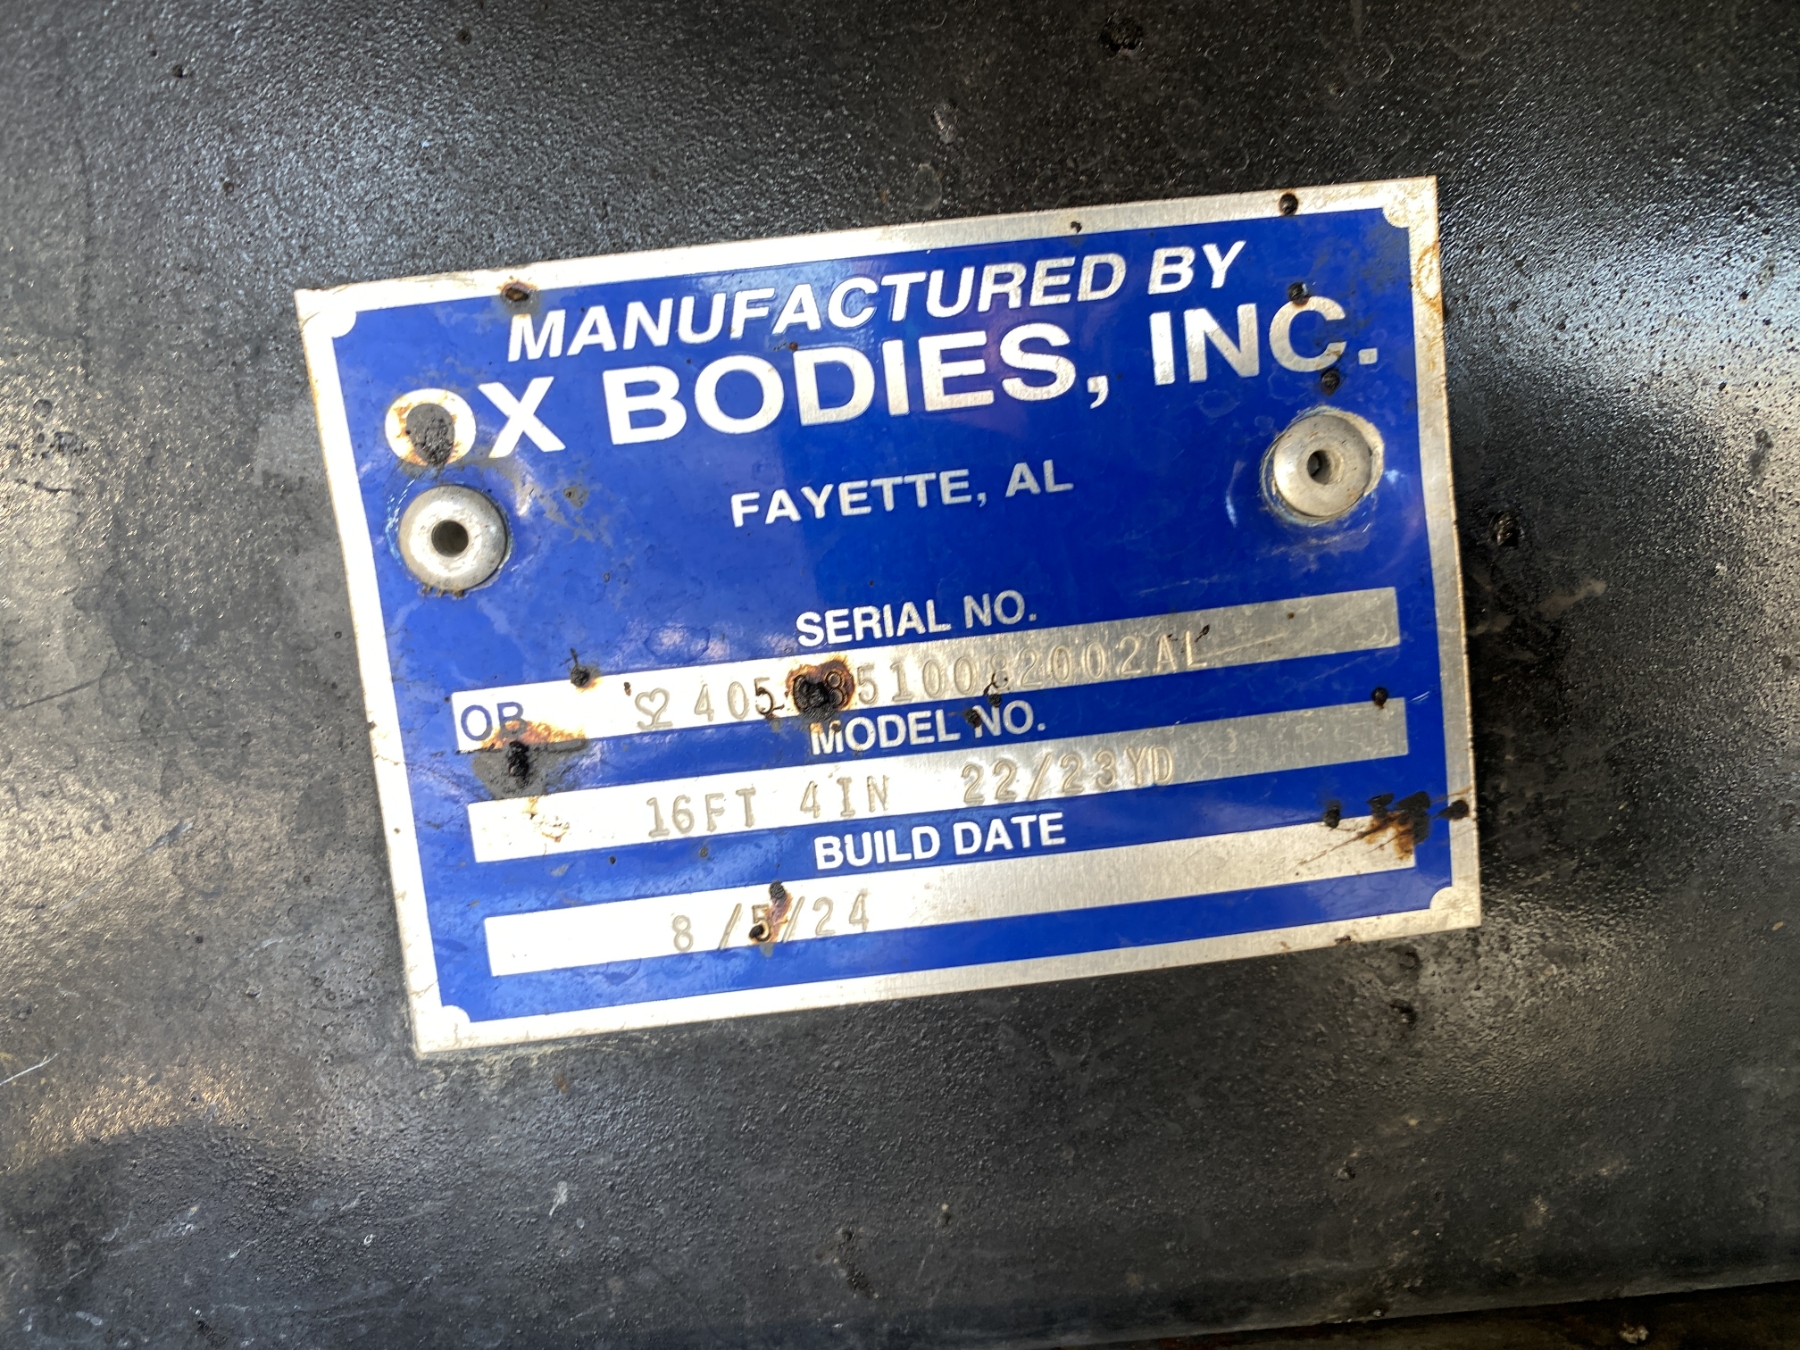 MANUFACTURED BY
OX BODIES, INC.
FAYETTE, AL
SERIAL NO.
OB
MODEL NO.
16FT 4IN 22/23YD
BUILD DATE
8/5/24